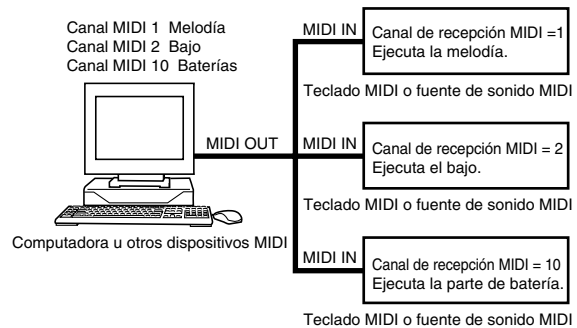 Canal MIDI 1 Melodía
Canal MIDI 2 Bajo
Canal MIDI 10 Baterías
MIDI OUT
Computadora u otros dispositivos MIDI
MIDI IN
Canal de recepción MIDI =1
Ejecuta la melodía.
Teclado MIDI o fuente de sonido MIDI
MIDI IN
Canal de recepción MIDI = 2
Ejecuta el bajo.
Teclado MIDI o fuente de sonido MIDI
MIDI IN
Canal de recepción MIDI = 10
Ejecuta la parte de batería.
Teclado MIDI o fuente de sonido MIDI